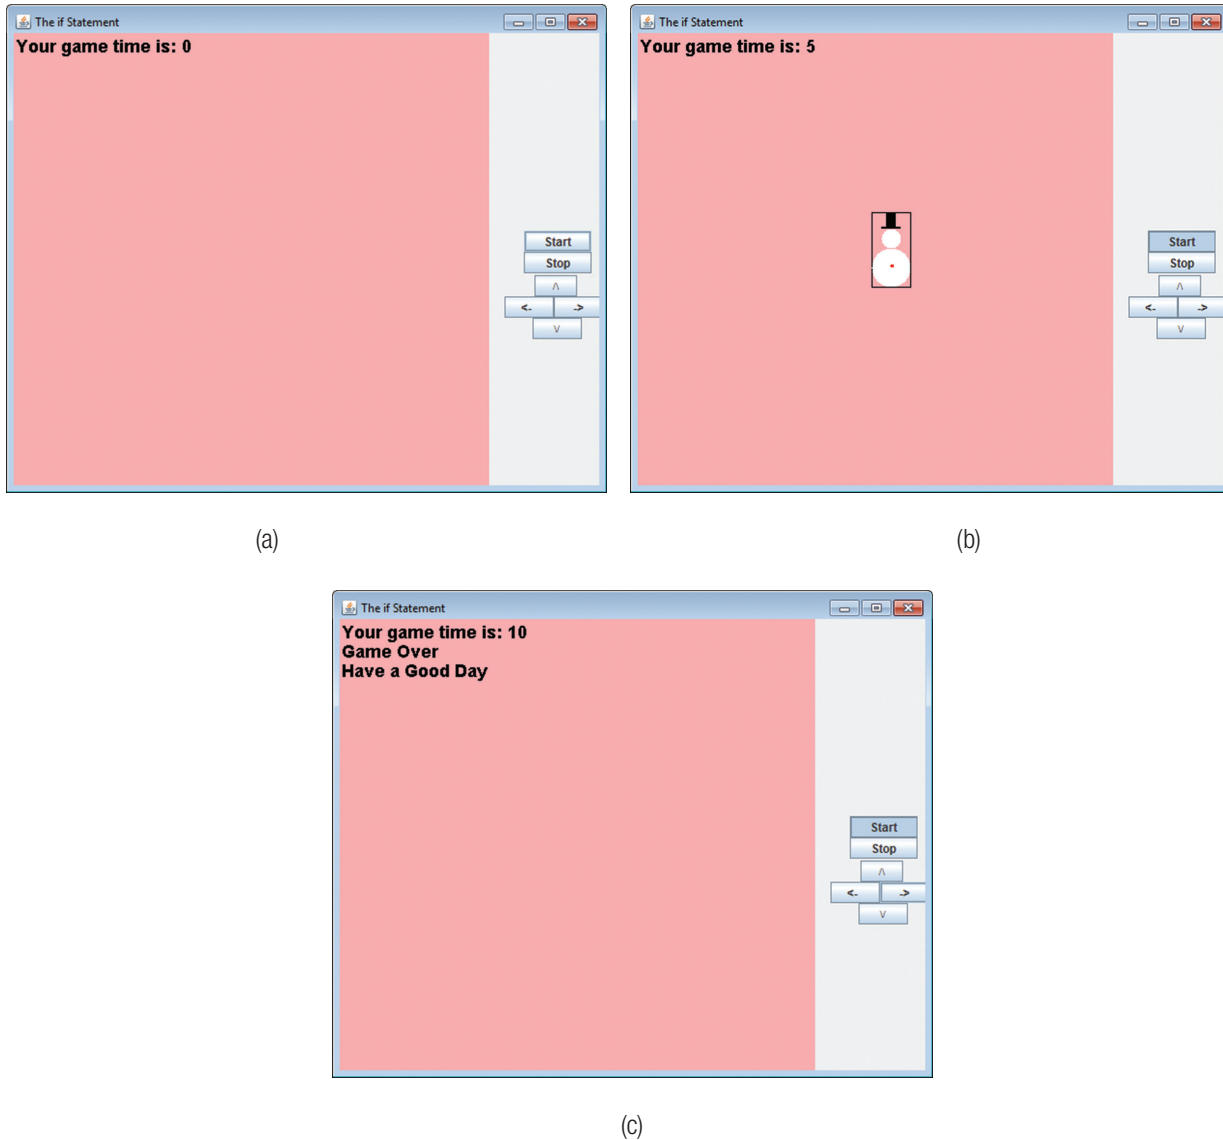 The if Statement
Your game time is: 0
Start
Stop
Λ
<- ->
V
(a)
The if Statement
Your game time is: 5
Start
Stop
Λ
<- ->
V
(b)
The if Statement
Your game time is: 10
Game Over
Have a Good Day
Start
Stop
Λ
<- ->
V
(c)